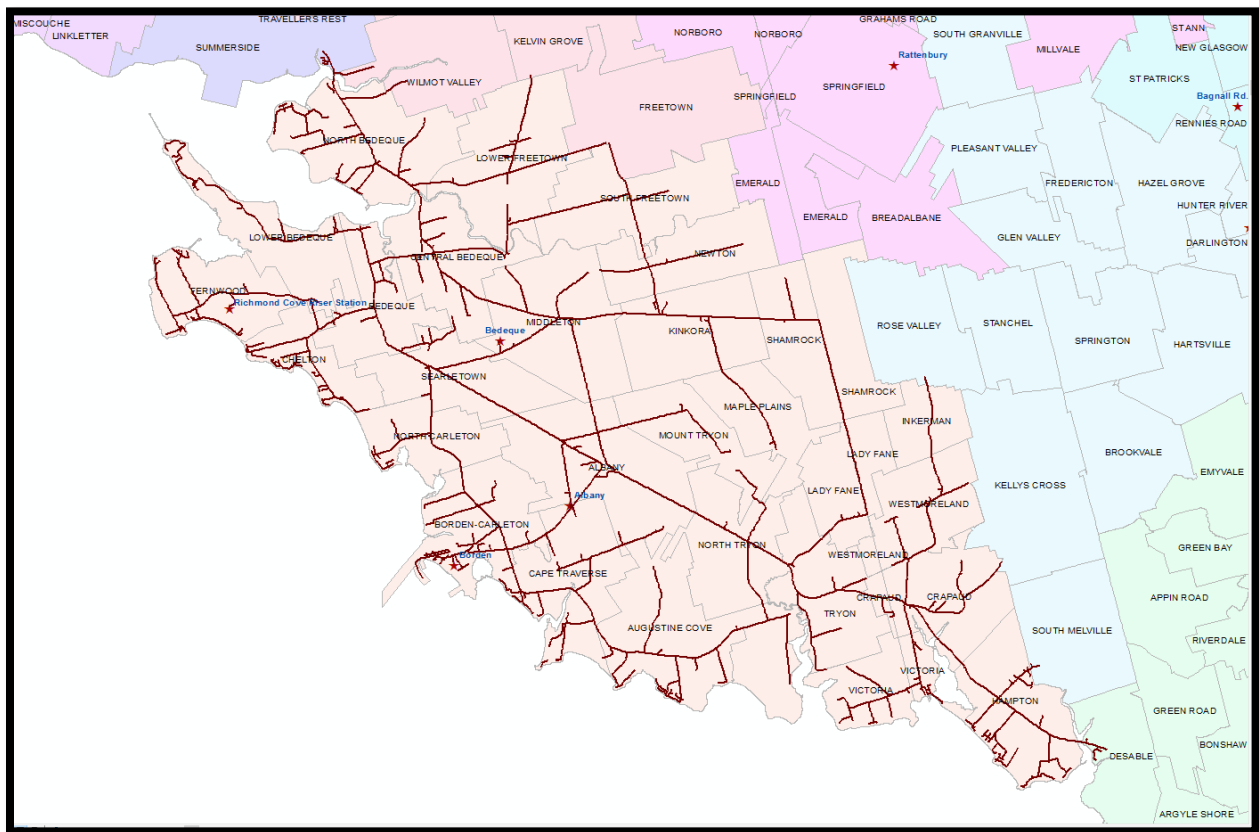 MISCOUCHE
LINKLETTER
TRAVELLERS REST
SUMMERSIDE
KELVIN GROVE
NORBORO
NORBORO
GRAHAMS ROAD
SOUTH GRANVILLE
STANN
MILLVALE
NEW GLASGOW
Rattenbury
ST PATRICKS
WILMOT VALLEY
SPRINGFIELD
SPRINGFIELD
Bagnall Rd
FREETOWN
RENNIES ROAD
NORTH BEDEQUE
PLEASANT VALLEY
LOWER FREETOWN
EMERALD
FREDERICTON
HAZEL GROVE
SOUTH FREETOWN
HUNTER RIVER
EMERALD
BREADALBANE
LOWER BEDEQUE
GLEN VALLEY
DARLINGTON
CENTRAL BEDEQUE
NEWTON
FERNWOOD
Richmond Cove Riser Station
BEDEQUE
MIDDLETON
ROSE VALLEY
STANCHEL
Bedeque
KINKORA
SHAMROCK
SPRINGTON
HARTSVILLE
CHELTON
SEARLETOWN
SHAMROCK
MAPLE PLAINS
INKERMAN
NORTH CARLETON
MOUNT TRYON
LADY FANE
BROOKVALE
ALBANY
EMYVALE
KELLYS CROSS
LADY FANE
Albany
WESTMORELAND
BORDEN-CARLETON
NORTH TRYON
GREEN BAY
Borden
WESTMORELAND
CAPE TRAVERSE
CRAPAUD
CRAPAUD
APPIN ROAD
TRYON
AUGUSTINE COVE
SOUTH MELVILLE
RIVERDALE
VICTORIA
VICTORIA
HAMPTON
GREEN ROAD
BONSHAW
DESABLE
ARGYLE SHORE